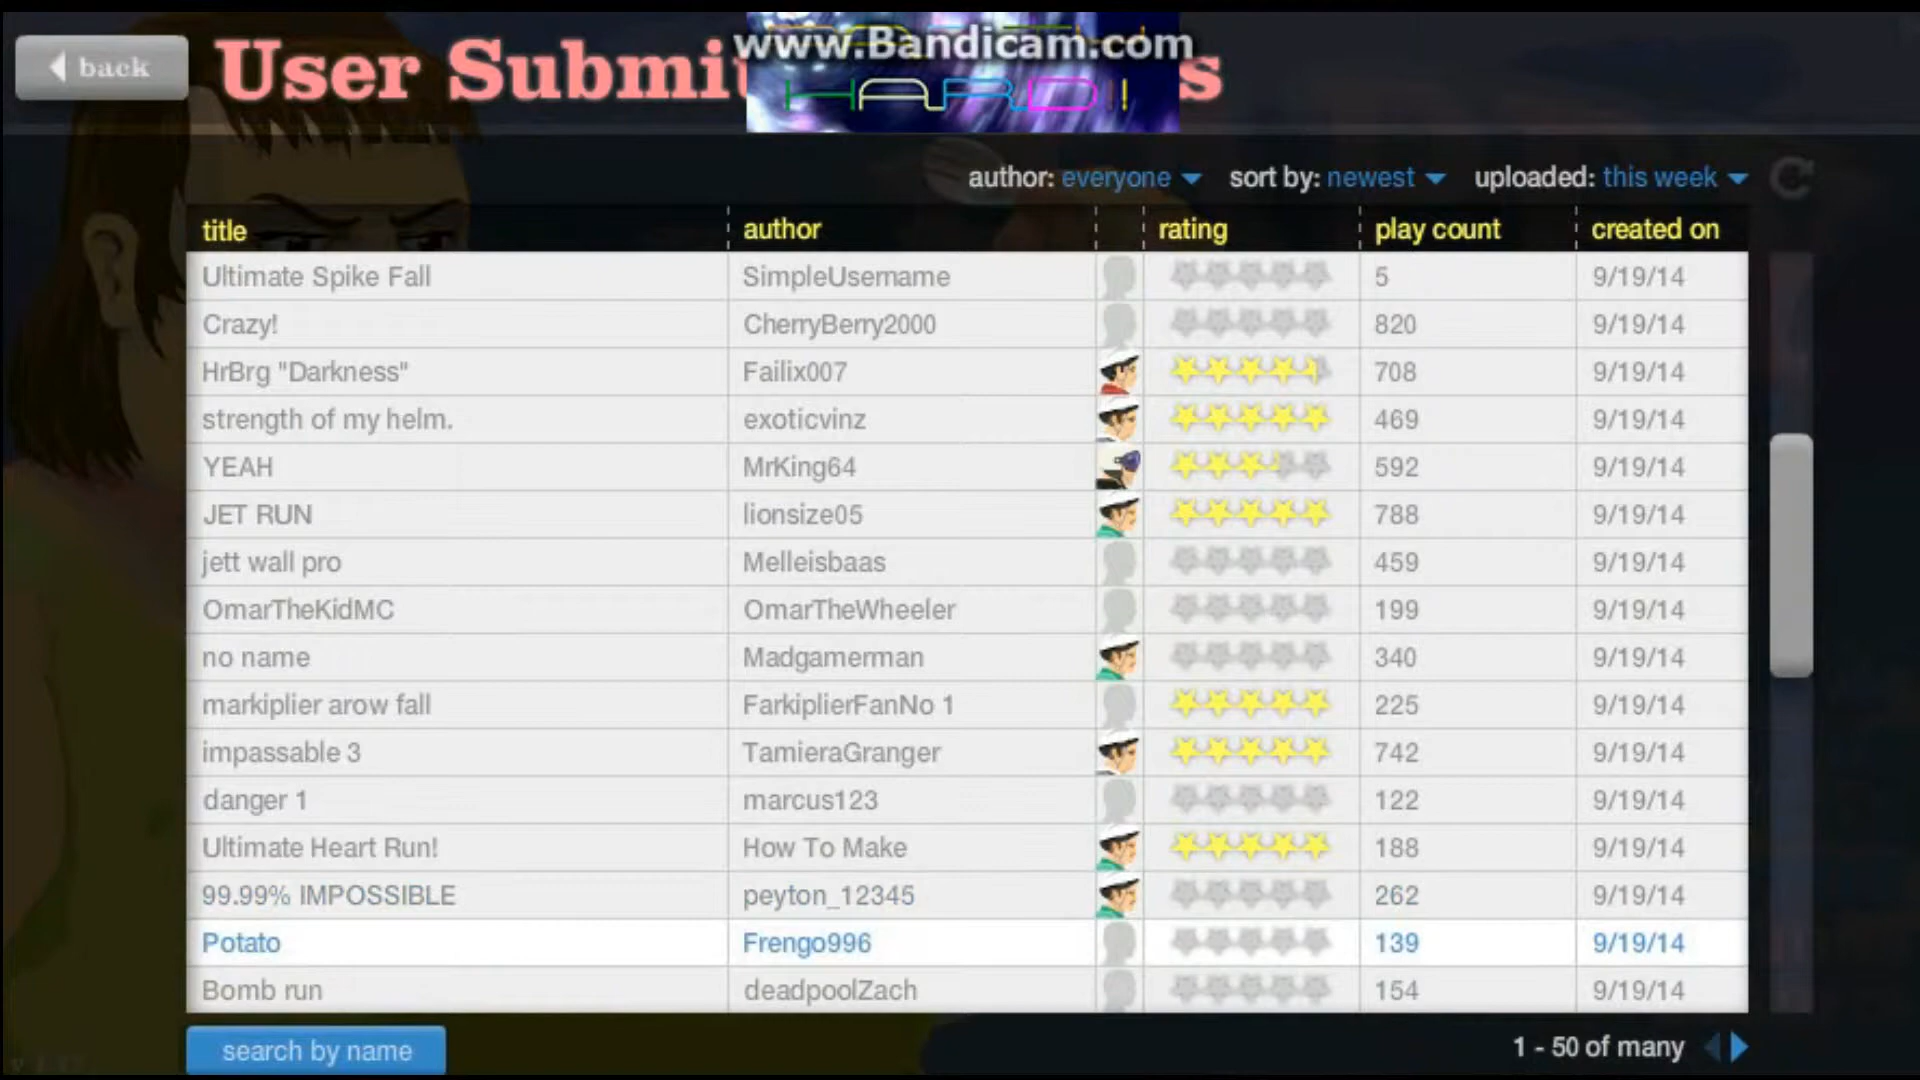 www.Bandicam.com
back User Submi s
HARD!!
author: everyone sort by: newest uploaded: this week
title author rating play count created on
Ultimate Spike Fall SimpleUsername 5 9/19/14
Crazy! CherryBerry2000 820 9/19/14
HrBrg "Darkness" Failix007 708 9/19/14
strength of my helm. exoticvinz 469 9/19/14
YEAH MrKing64 592 9/19/14
JET RUN lionsize05 788 9/19/14
jett wall pro Melleisbaas 459 9/19/14
OmarTheKidMC OmarTheWheeler 199 9/19/14
no name Madgamerman 340 9/19/14
markiplier arow fall FarkiplierFanNo 1 225 9/19/14
impassable 3 TamieraGranger 742 9/19/14
danger 1 marcus123 122 9/19/14
Ultimate Heart Run! How To Make 188 9/19/14
99.99% IMPOSSIBLE peyton_12345 262 9/19/14
Potato Frengo996 139 9/19/14
Bomb run deadpoolZach 154 9/19/14
search by name 1 - 50 of many